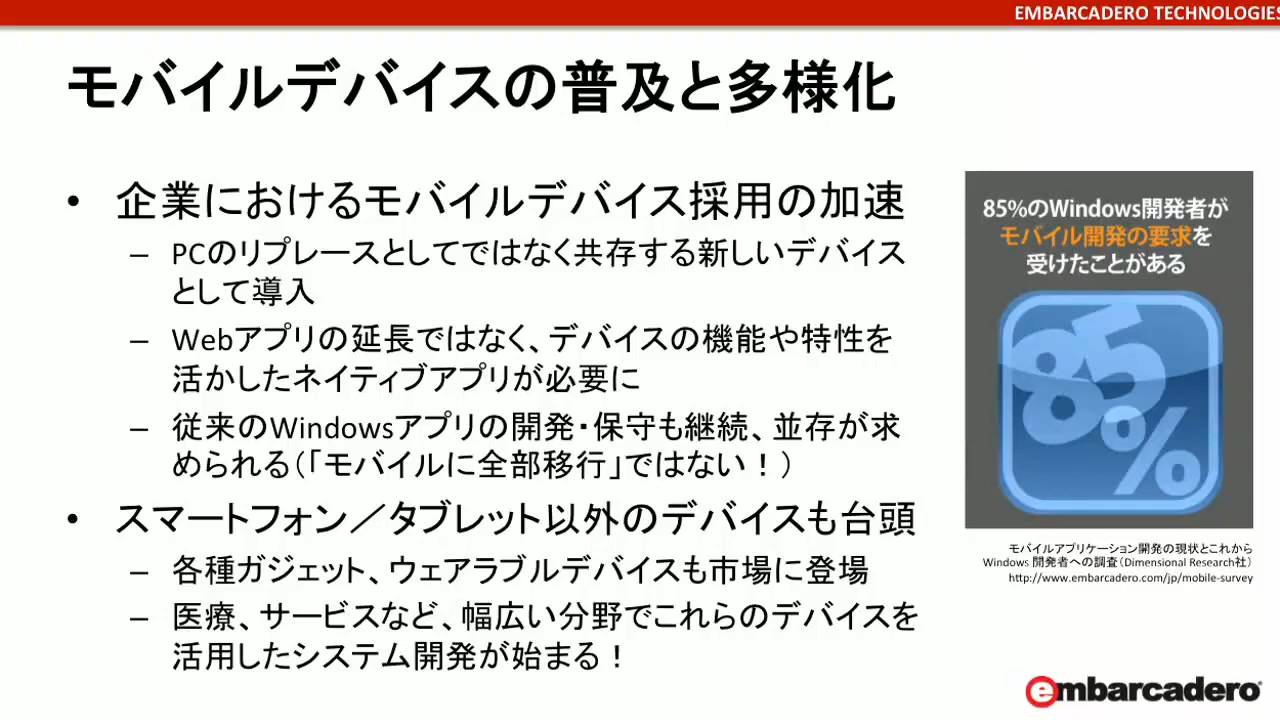 EMBARCADERO TECHNOLOGIES
モバイルデバイスの普及と多様化
• 企業におけるモバイルデバイス採用の加速
– PCのリプレースとしてではなく共存する新しいデバイス
として導入
– Webアプリの延長ではなく、デバイスの機能や特性を
活かしたネイティブアプリが必要に
– 従来のWindowsアプリの開発・保守も継続、並存が求
められる（「モバイルに全部移行」ではない！）
• スマートフォン／タブレット以外のデバイスも台頭
– 各種ガジェット、ウェアラブルデバイスも市場に登場
– 医療、サービスなど、幅広い分野でこれらのデバイスを
活用したシステム開発が始まる！
85%のWindows開発者が
モバイル開発の要求を
受けたことがある
85%
モバイルアプリケーション開発の現状とこれから
Windows 開発者への調査（Dimensional Research社）
http://www.embarcadero.com/jp/mobile-survey
embarcadero®